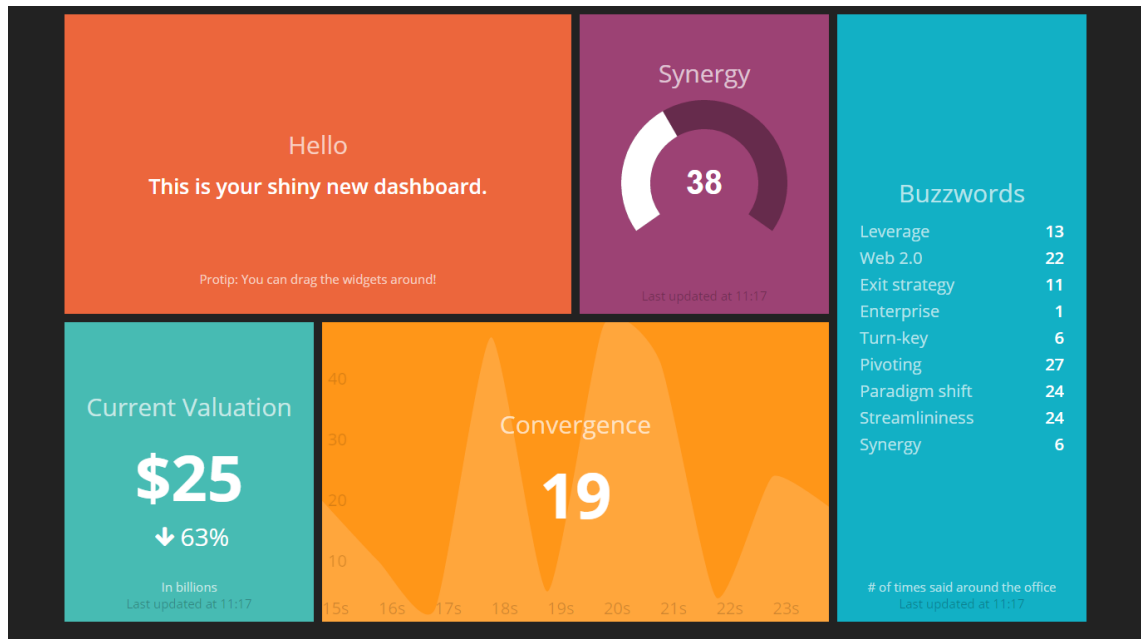 Hello
This is your shiny new dashboard.
Protip: You can drag the widgets around!
Synergy
38
Last updated at 11:17
Buzzwords
Leverage 13
Web 2.0 22
Exit strategy 11
Enterprise 1
Turn-key 6
Pivoting 27
Paradigm shift 24
Streamlininess 24
Synergy 6
# of times said around the office
Last updated at 11:17
Current Valuation
$25
63%
In billions
Last updated at 11:17
Convergence
19
40
30
20
10
15s 16s 17s 18s 19s 20s 21s 22s 23s